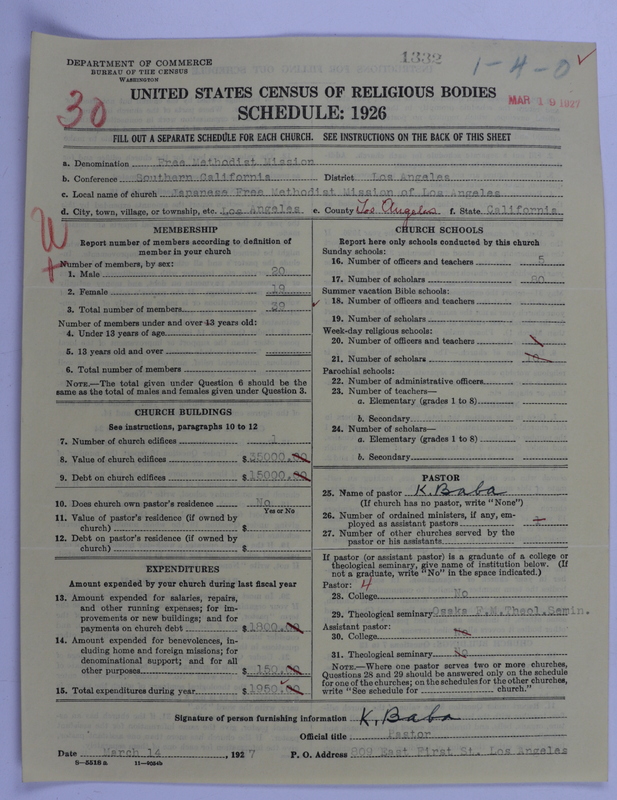 DEPARTMENT OF COMMERCE
BUREAU OF THE CENSUS
WASHINGTON
1332
1-4-0
30
UNITED STATES CENSUS OF RELIGIOUS BODIES
MAR 19 1927
SCHEDULE: 1926
FILL OUT A SEPARATE SCHEDULE FOR EACH CHURCH. SEE INSTRUCTIONS ON THE BACK OF THIS SHEET
a. Denomination Free Methodist Mission
b. Conference Southern California District Los Angeles
c. Local name of church Japanese Free Methodist Mission of Los Angeles
d. City, town, village, or township, etc. Los Angeles e. County Los Angeles f. State California
MEMBERSHIP
Report number of members according to definition of
member in your church
Number of members, by sex:
1. Male 20
2. Female 19
3. Total number of members 39
Number of members under and over 13 years old:
4. Under 13 years of age
5. 13 years old and over
6. Total number of members
NOTE.—The total given under Question 6 should be the
same as the total of males and females given under Question 3.
CHURCH BUILDINGS
See instructions, paragraphs 10 to 12
7. Number of church edifices 1
8. Value of church edifices $35000.00
9. Debt on church edifices $15000.00
10. Does church own pastor's residence No
Yes or No
11. Value of pastor's residence (if owned by
church) $
12. Debt on pastor's residence (if owned by
church) $
EXPENDITURES
Amount expended by your church during last fiscal year
13. Amount expended for salaries, repairs,
and other running expenses; for im-
provements or new buildings; and for
payments on church debt $1800.00
14. Amount expended for benevolences, in-
cluding home and foreign missions; for
denominational support; and for all
other purposes $150.00
15. Total expenditures during year $1950.00
CHURCH SCHOOLS
Report here only schools conducted by this church
Sunday schools:
16. Number of officers and teachers 5
17. Number of scholars 80
Summer vacation Bible schools:
18. Number of officers and teachers
19. Number of scholars
Week-day religious schools:
20. Number of officers and teachers
21. Number of scholars
Parochial schools:
22. Number of administrative officers
23. Number of teachers—
a. Elementary (grades 1 to 8)
b. Secondary
24. Number of scholars—
a. Elementary (grades 1 to 8)
b. Secondary
PASTOR
25. Name of pastor K. Baba
(If church has no pastor, write "None")
26. Number of ordained ministers, if any, em-
ployed as assistant pastors
27. Number of other churches served by the
pastor or his assistants
If pastor (or assistant pastor) is a graduate of a college or
theological seminary, give name of institution below. (If
not a graduate, write "No" in the space indicated.)
Pastor: 4
28. College No
29. Theological seminary Osaka F.M.Theol.Semin.
Assistant pastor:
30. College No
31. Theological seminary No
NOTE.—Where one pastor serves two or more churches,
Questions 28 and 29 should be answered only on the schedule
for one of the churches; on the schedules for the other churches,
write "See schedule for church."
Signature of person furnishing information K. Baba
Official title Pastor
Date March 14, 1927 P. O. Address 809 East First St. Los Angeles
8-5518a 11-9024b